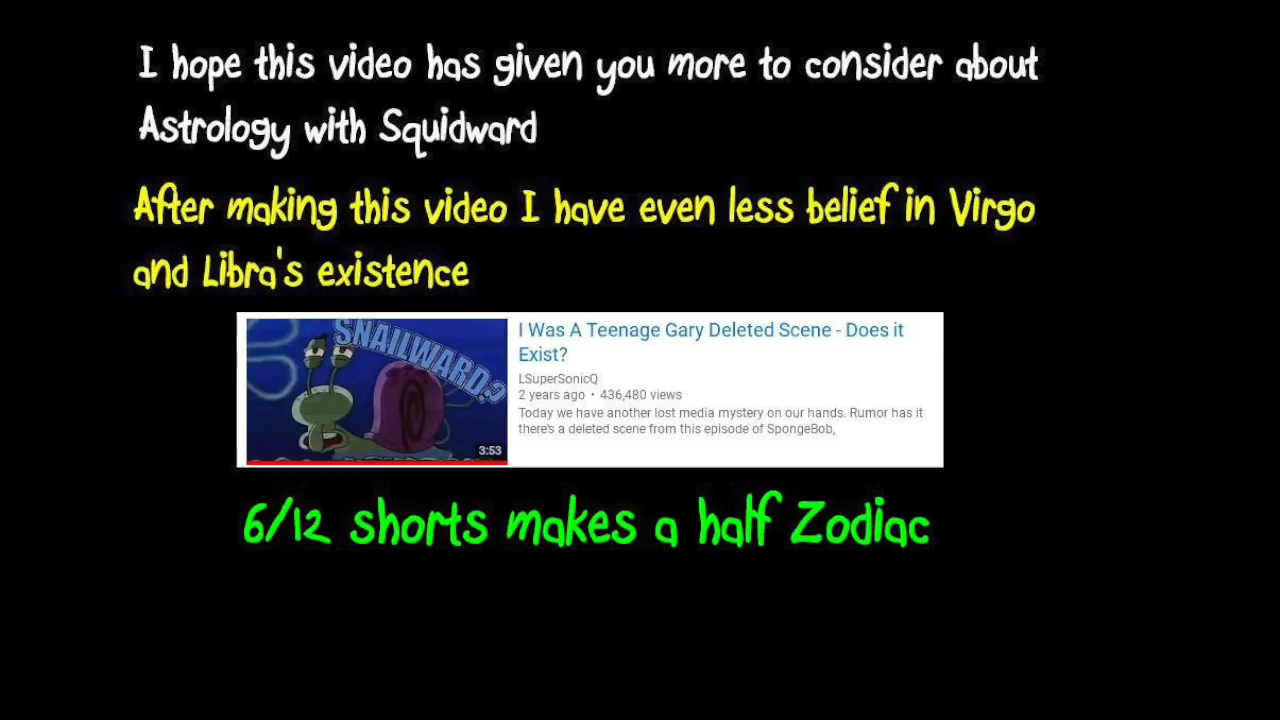 I hope this video has given you more to consider about
Astrology with Squidward
After making this video I have even less belief in Virgo
and Libra's existence
SNAILWARD?
3:53
I Was A Teenage Gary Deleted Scene - Does it
Exist?
LSuperSonicQ
2 years ago • 436,480 views
Today we have another lost media mystery on our hands. Rumor has it
there's a deleted scene from this episode of SpongeBob,
6/12 shorts makes a half Zodiac